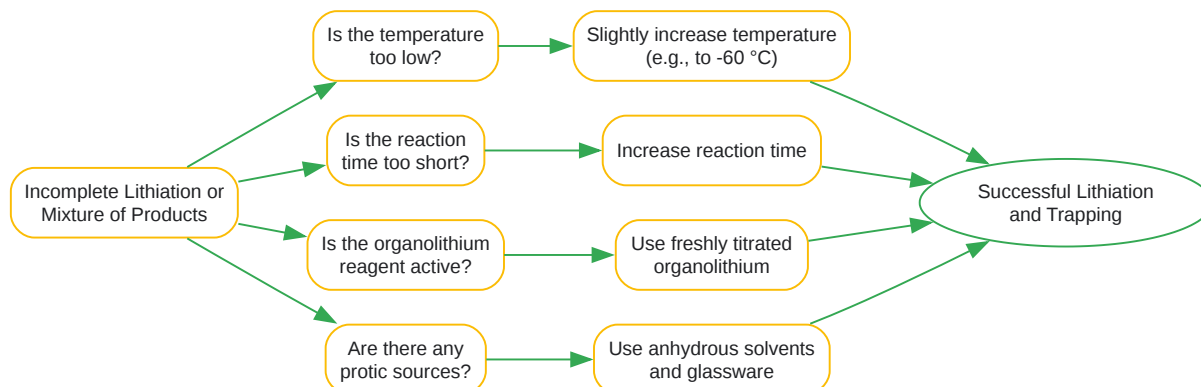 Is the temperature
too low?
Slightly increase temperature
(e.g., to -60 °C)
Is the reaction
time too short?
Increase reaction time
Incomplete Lithiation or
Mixture of Products
Successful Lithiation
and Trapping
Is the organolithium
reagent active?
Use freshly titrated
organolithium
Are there any
protic sources?
Use anhydrous solvents
and glassware